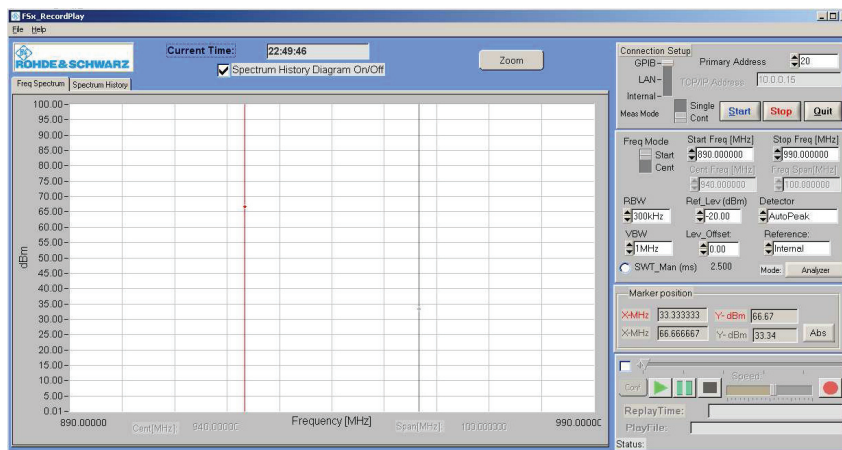 FSx_RecordPlay
File Help
ROHDE & SCHWARZ
Current Time: 22:49:46
Spectrum History Diagram On/Off
Zoom
Freq Spectrum Spectrum History
100.00
95.00
90.00
85.00
80.00
75.00
70.00
65.00
60.00
55.00
50.00
45.00
40.00
35.00
30.00
25.00
20.00
15.00
10.00
5.00
0.01
dBm
890.00000 Cent[MHz]: 940.00000 Frequency [MHz] Span[MHz]: 100.000000 990.0000
Connection Setup
GPIB Primary Address 20
LAN TCP/IP Address 10.0.0.15
Internal
Meas Mode Single
Cont
Start Stop Quit
Freq Mode Start Freq [MHz] Stop Freq [MHz]
Start 890.000000 990.000000
Cent Cent Freq [MHz] Freq Span[MHz]
940.000000 100.000000
RBW Ref_Lev (dBm) Detector
300kHz -20.00 AutoPeak
VBW Lev_Offset: Reference:
1MHz 0.00 Internal
SWT_Man (ms) 2.500 Mode: Analyzer
Marker position
X-MHz 33.333333 Y-dBm 66.67
X-MHz 66.666667 Y-dBm 33.34 Abs
Speed
Conf
ReplayTime:
PlayFile:
Status: